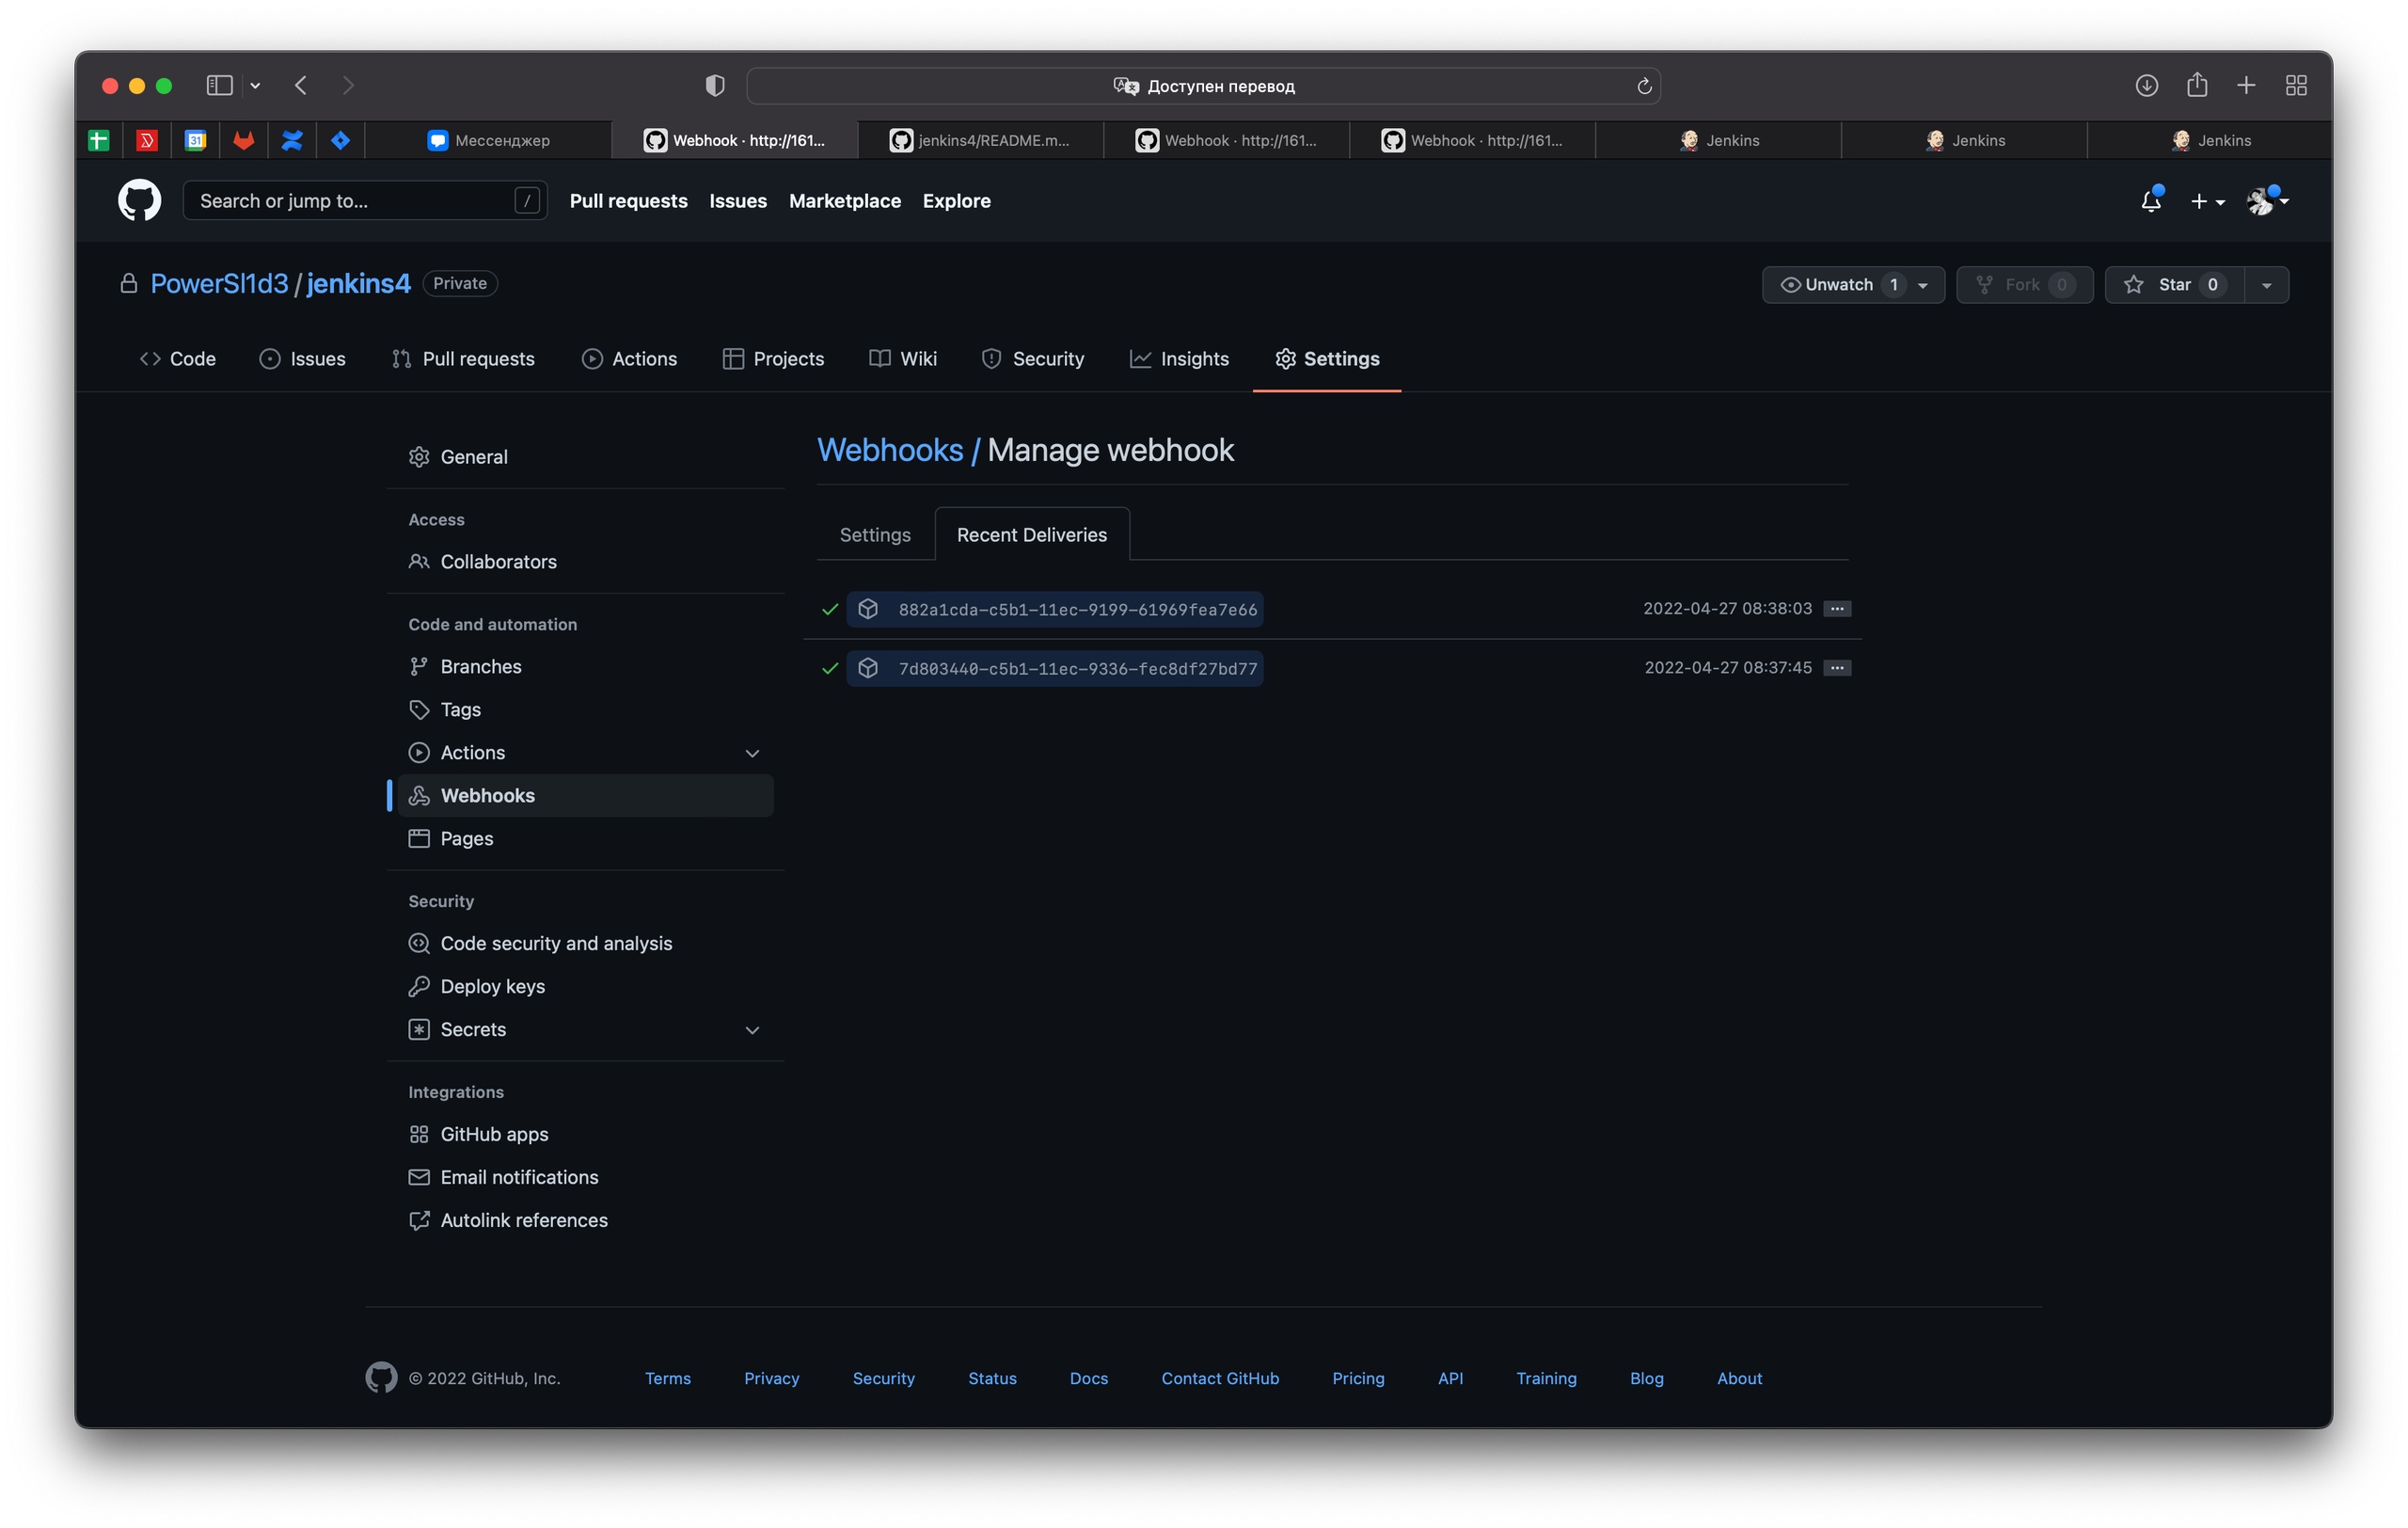 Доступен перевод
31 Мессенджер Webhook · http://161... jenkins4/README.m... Webhook · http://161... Webhook · http://161... Jenkins Jenkins Jenkins
Search or jump to... / Pull requests Issues Marketplace Explore
PowerSl1d3 / jenkins4 Private Unwatch 1 Fork 0 Star 0
Code Issues Pull requests Actions Projects Wiki Security Insights Settings
Webhooks / Manage webhook
General
Access
Settings Recent Deliveries
Collaborators
882a1cda-c5b1-11ec-9199-61969fea7e66 2022-04-27 08:38:03
Code and automation
Branches
7d803440-c5b1-11ec-9336-fec8df27bd77 2022-04-27 08:37:45
Tags
Actions
Webhooks
Pages
Security
Code security and analysis
Deploy keys
Secrets
Integrations
GitHub apps
Email notifications
Autolink references
© 2022 GitHub, Inc. Terms Privacy Security Status Docs Contact GitHub Pricing API Training Blog About